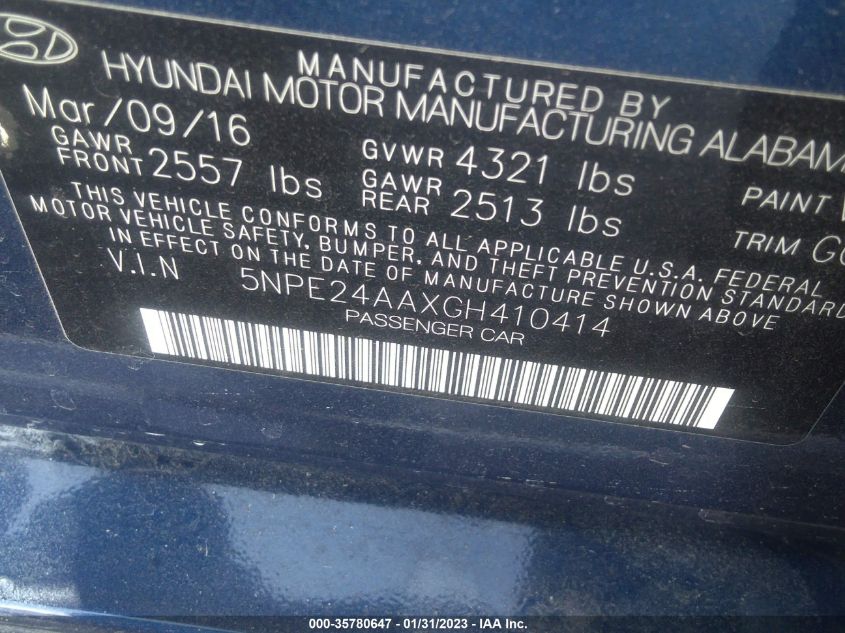 MANUFACTURED BY
HYUNDAI MOTOR MANUFACTURING ALABAM
Mar/09/16
GAWR FRONT 2557 lbs
GVWR 4321 lbs
GAWR REAR 2513 lbs
PAINT
TRIM
THIS VEHICLE CONFORMS TO ALL APPLICABLE U.S.A. FEDERAL
MOTOR VEHICLE SAFETY, BUMPER, AND THEFT PREVENTION STANDARDS
IN EFFECT ON THE DATE OF MANUFACTURE SHOWN ABOVE
V.I.N 5NPE24AAXGH410414
PASSENGER CAR
000-35780647 - 01/31/2023 - © IAA Inc.